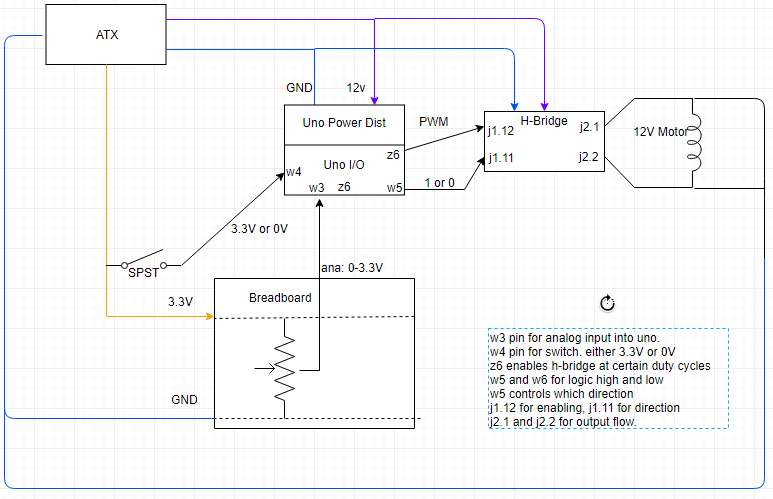 ATX
GND
12v
Uno Power Dist
PWM
H-Bridge
j1.12
j2.1
12V Motor
z6
Uno I/O
j1.11
j2.2
w4
w3
z6
w5
1 or 0
3.3V or 0V
SPST
ana: 0-3.3V
3.3V
Breadboard
GND
w3 pin for analog input into uno.
w4 pin for switch. either 3.3V or 0V
z6 enables h-bridge at certain duty cycles
w5 and w6 for logic high and low
w5 controls which direction
j1.12 for enabling, j1.11 for direction
j2.1 and j2.2 for output flow.